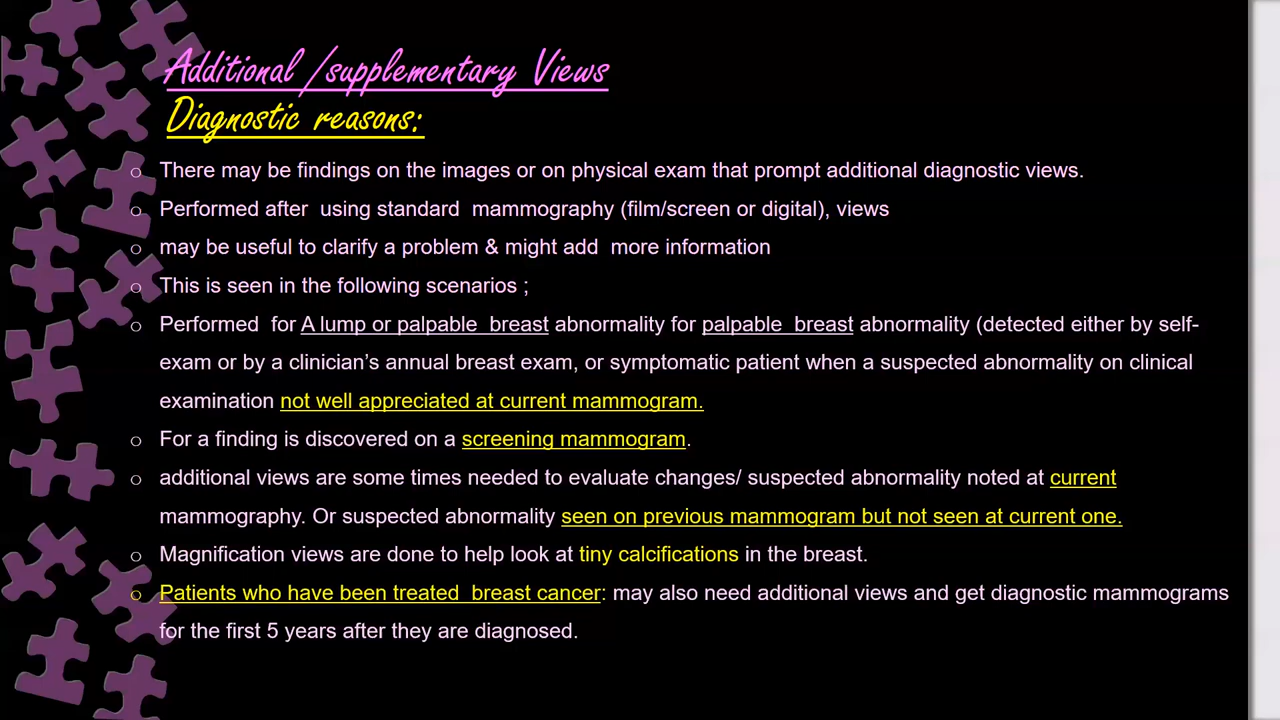 Additional /supplementary Views
Diagnostic reasons:
o There may be findings on the images or on physical exam that prompt additional diagnostic views.
o Performed after using standard mammography (film/screen or digital), views
o may be useful to clarify a problem & might add more information
o This is seen in the following scenarios ;
o Performed for A lump or palpable breast abnormality for palpable breast abnormality (detected either by self-
exam or by a clinician’s annual breast exam, or symptomatic patient when a suspected abnormality on clinical
examination not well appreciated at current mammogram.
o For a finding is discovered on a screening mammogram.
o additional views are some times needed to evaluate changes/ suspected abnormality noted at current
mammography. Or suspected abnormality seen on previous mammogram but not seen at current one.
o Magnification views are done to help look at tiny calcifications in the breast.
o Patients who have been treated breast cancer: may also need additional views and get diagnostic mammograms
for the first 5 years after they are diagnosed.